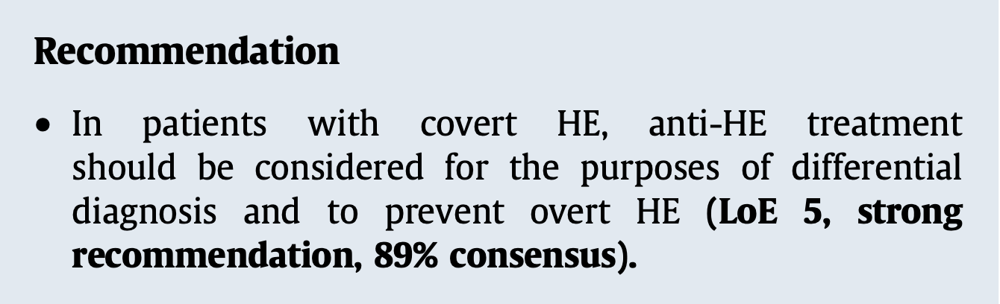 Recommendation
• In patients with covert HE, anti-HE treatment
should be considered for the purposes of differential
diagnosis and to prevent overt HE (LoE 5, strong
recommendation, 89% consensus).